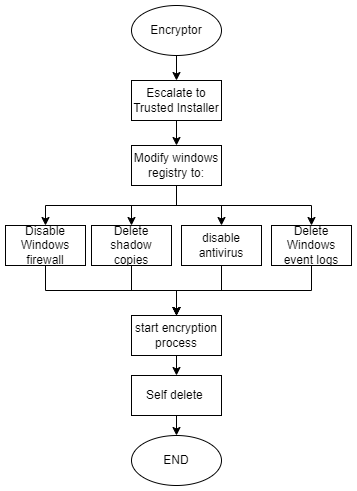 Encryptor
Escalate to
Trusted Installer
Modify windows
registry to:
Disable
Windows
firewall
Delete
shadow
copies
disable
antivirus
Delete
Windows
event logs
start encryption
process
Self delete
END